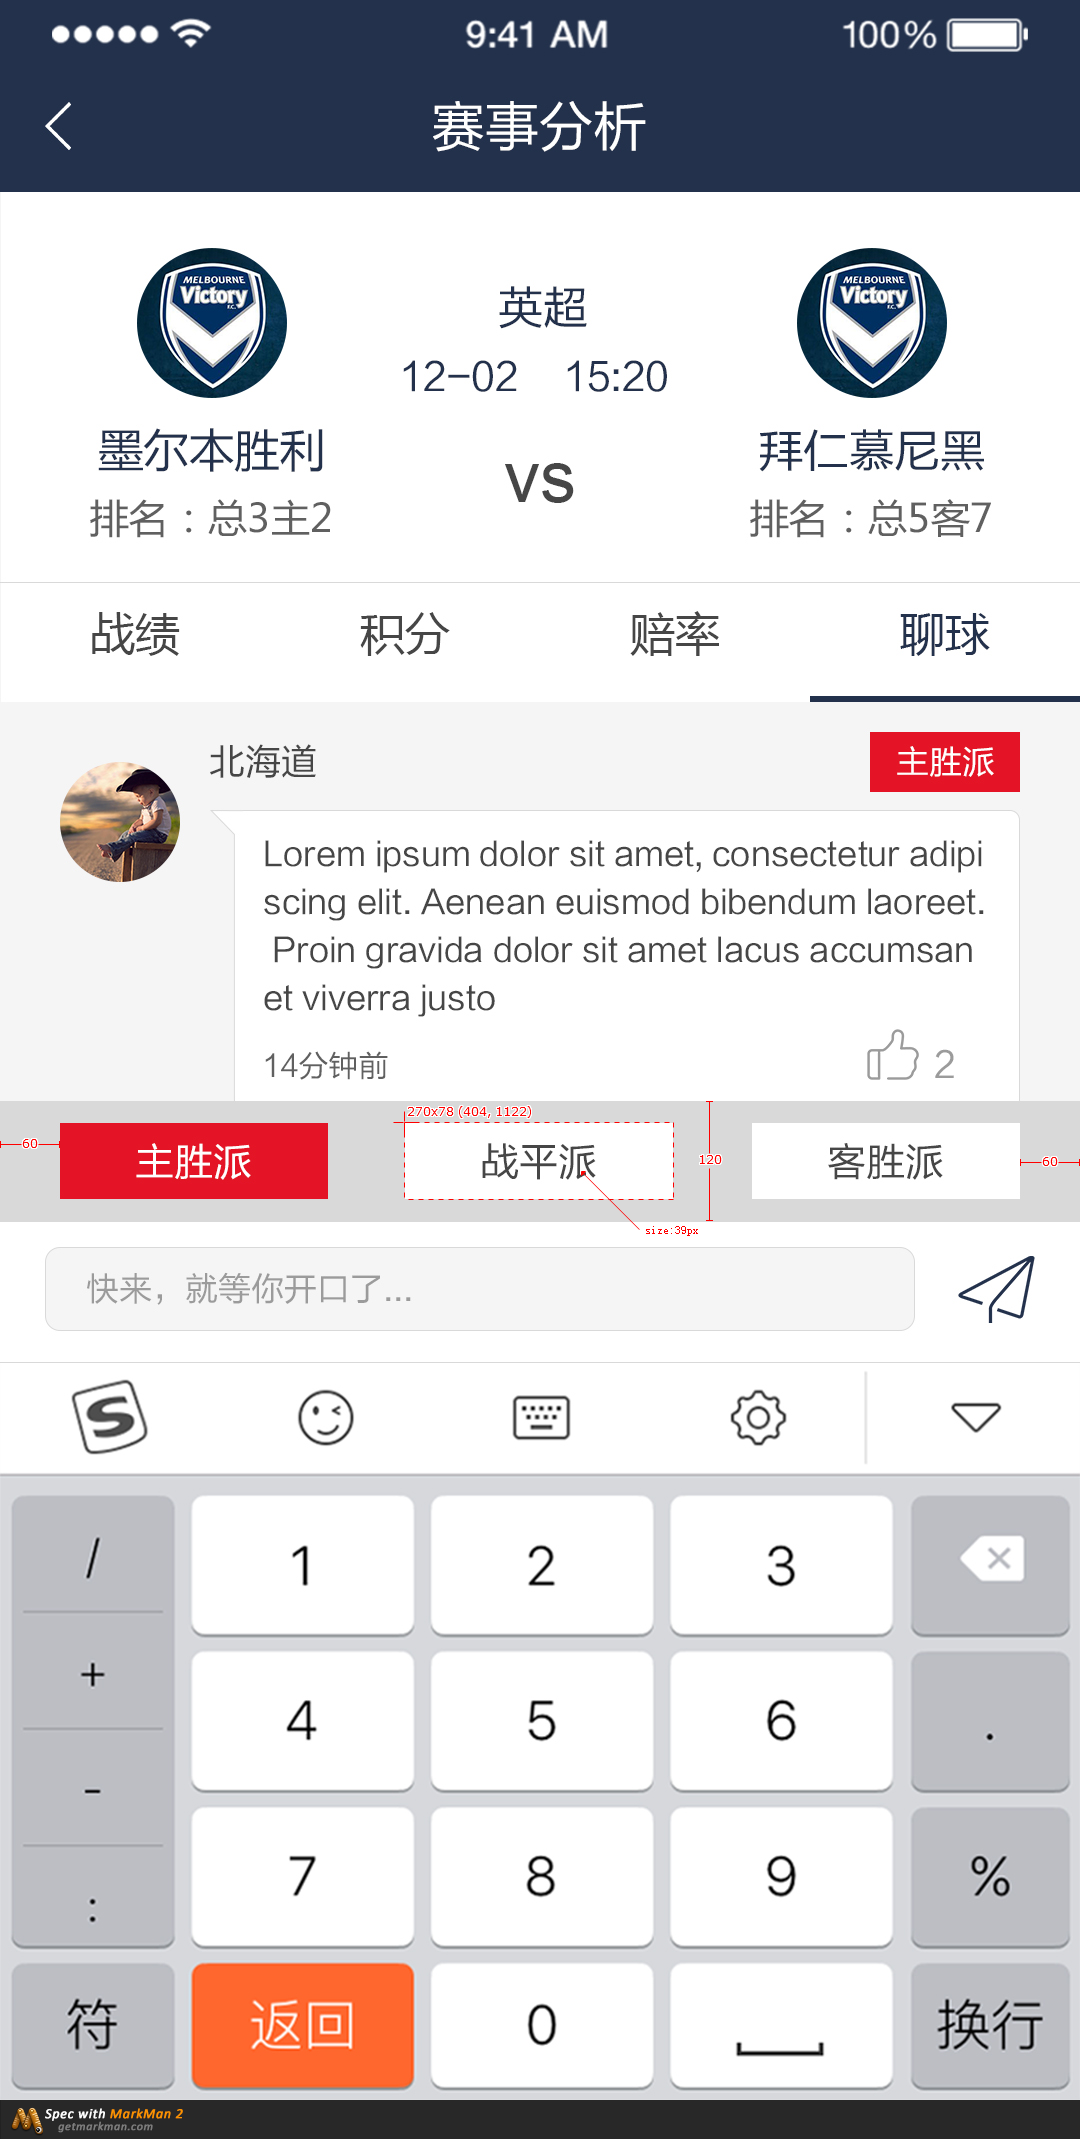 9:41 AM 100%
赛事分析
MELBOURNE
Victory
F.C.
英超
MELBOURNE
Victory
F.C.
12-02 15:20
墨尔本胜利
VS
拜仁慕尼黑
排名：总3主2
排名：总5客7
战绩 积分 赔率 聊球
北海道
主胜派
Lorem ipsum dolor sit amet, consectetur adipi
scing elit. Aenean euismod bibendum laoreet.
Proin gravida dolor sit amet lacus accumsan
et viverra justo
14分钟前 2
270x78 (404, 1122)
60 主胜派 战平派 120 客胜派 60
size:39px
快来，就等你开口了...
S
/ 1 2 3
+ 4 5 6 .
- 7 8 9 %
:
符 返回 0 换行
Spec with MarkMan 2
getmarkman.com